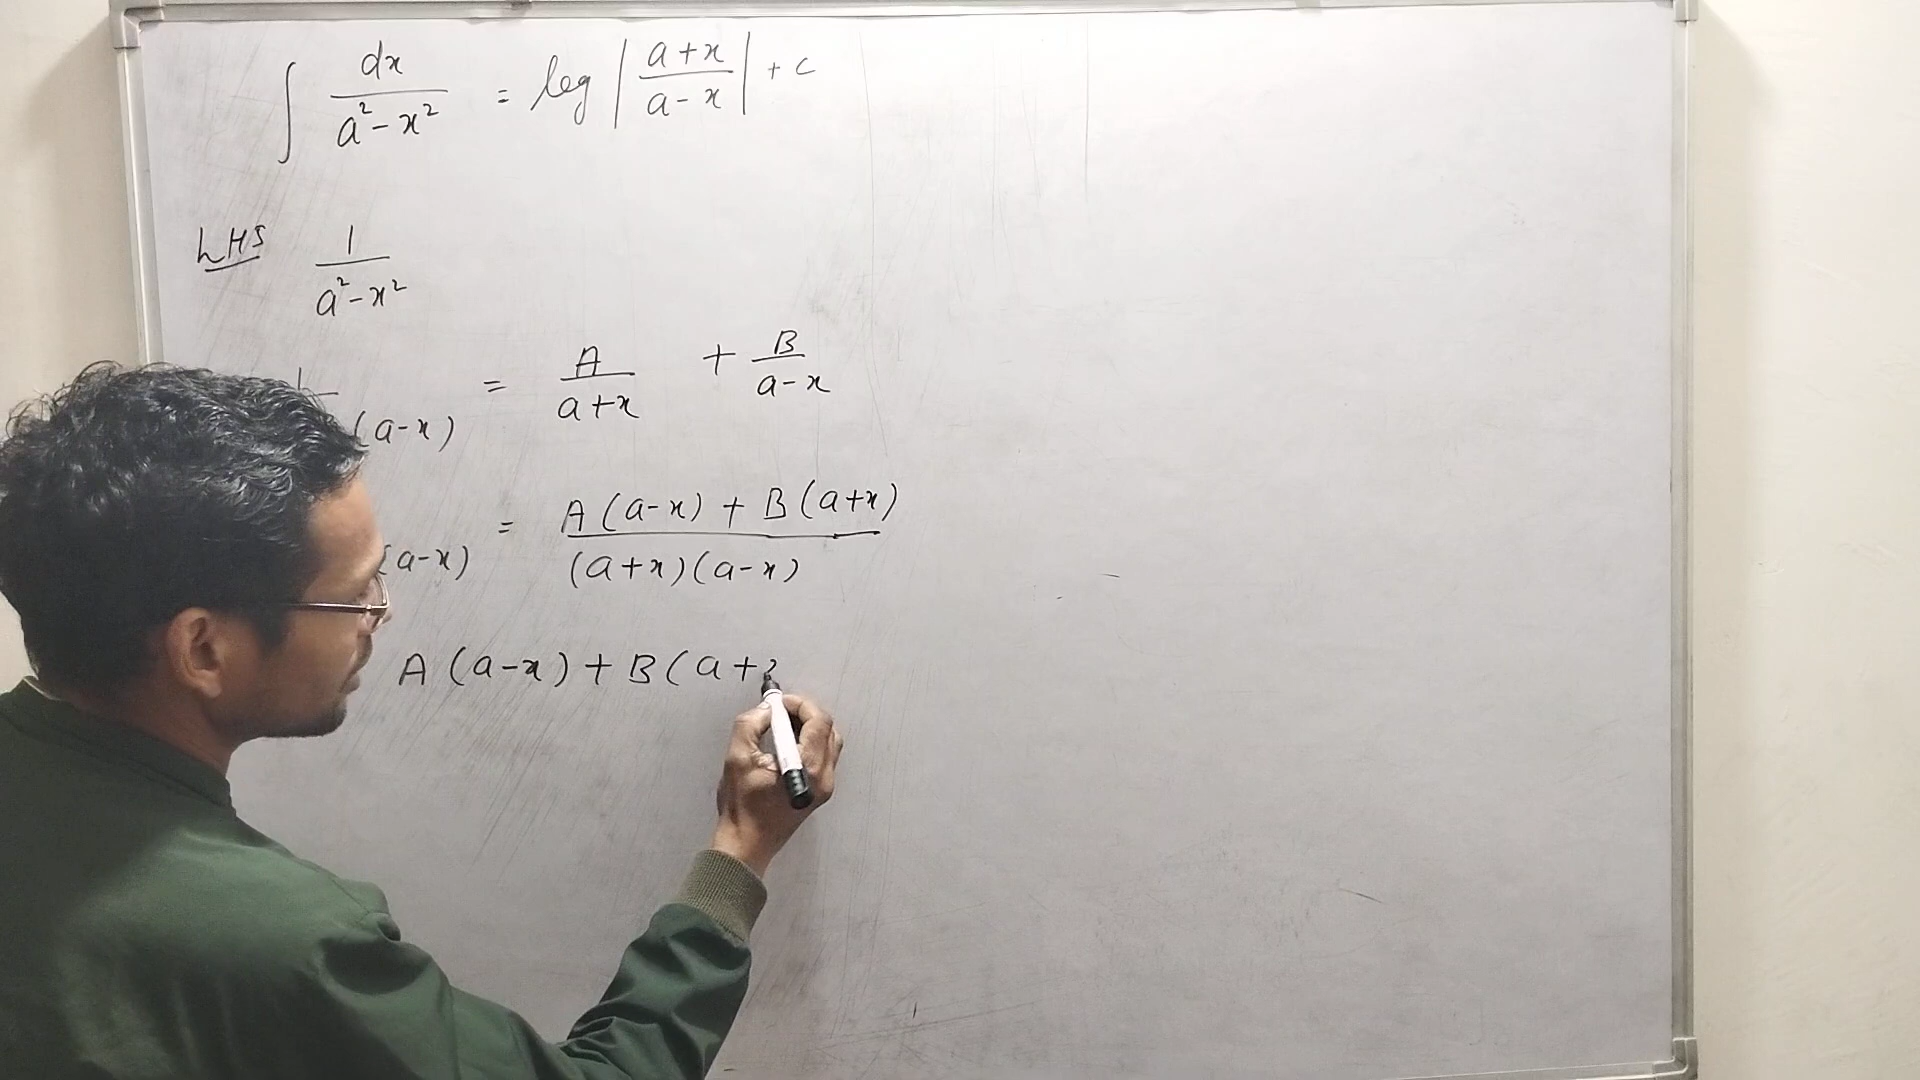 ∫ dx/(a²-x²) = log |(a+x)/(a-x)| + c
LHS 1/(a²-x²)
(a-x) = A/(a+x) + B/(a-x)
(a-x) = (A(a-x) + B(a+x))/((a+x)(a-x))
A(a-x) + B(a+